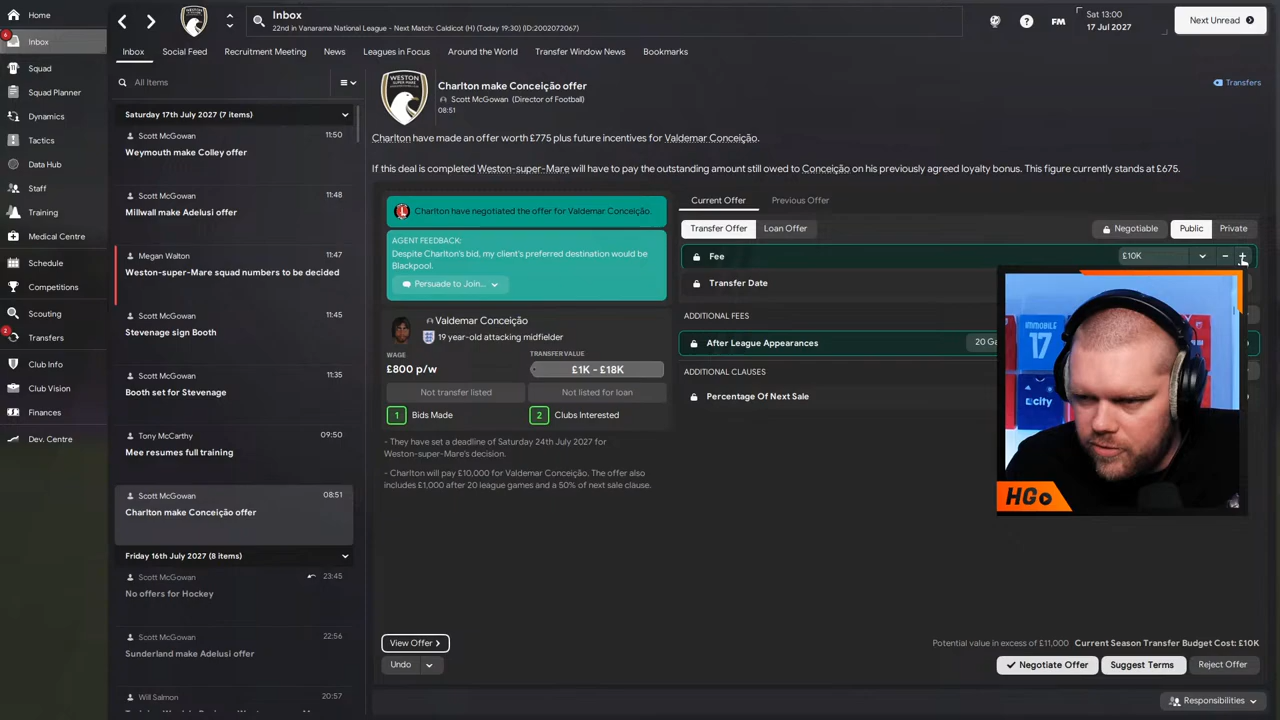 Home
6
Inbox
Squad
Squad Planner
Dynamics
Tactics
Data Hub
Staff
Training
Medical Centre
Schedule
Competitions
Scouting
2
Transfers
Club Info
Club Vision
Finances
Dev. Centre
Inbox
22nd in Vanarama National League - Next Match: Caldicot (H) (Today 19:30) (ID:2002072067)
FM
Sat 13:00
17 Jul 2027
Next Unread
Inbox
Social Feed
Recruitment Meeting
News
Leagues in Focus
Around the World
Transfer Window News
Bookmarks
All Items
Saturday 17th July 2027 (7 items)
Scott McGowan 11:50
Weymouth make Colley offer
Scott McGowan 11:48
Millwall make Adelusi offer
Megan Walton 11:47
Weston-super-Mare squad numbers to be decided
Scott McGowan 11:45
Stevenage sign Booth
Scott McGowan 11:35
Booth set for Stevenage
Tony McCarthy 09:50
Mee resumes full training
Scott McGowan 08:51
Charlton make Conceição offer
Friday 16th July 2027 (8 items)
Scott McGowan 23:45
No offers for Hockey
Scott McGowan 22:56
Sunderland make Adelusi offer
Will Salmon 20:57
WESTON
Charlton make Conceição offer
Scott McGowan (Director of Football)
08:51
Transfers
Charlton have made an offer worth £775 plus future incentives for Valdemar Conceição.
If this deal is completed Weston-super-Mare will have to pay the outstanding amount still owed to Conceição on his previously agreed loyalty bonus. This figure currently stands at £675.
Charlton have negotiated the offer for Valdemar Conceição.
AGENT FEEDBACK:
Despite Charlton's bid, my client's preferred destination would be
Blackpool.
Persuade to Join...
Valdemar Conceição
19 year-old attacking midfielder
WAGE
£800 p/w
TRANSFER VALUE
£1K - £18K
Not transfer listed
Not listed for loan
1 Bids Made
2 Clubs Interested
- They have set a deadline of Saturday 24th July 2027 for
Weston-super-Mare's decision.
- Charlton will pay £10,000 for Valdemar Conceição. The offer also
includes £1,000 after 20 league games and a 50% of next sale clause.
Current Offer
Previous Offer
Transfer Offer
Loan Offer
Negotiable
Public
Private
Fee
£10K
Transfer Date
ADDITIONAL FEES
After League Appearances
20 Ga
ADDITIONAL CLAUSES
Percentage Of Next Sale
IMMOBILE
17
city
HGO
View Offer >
Undo
Potential value in excess of £11,000 Current Season Transfer Budget Cost: £10K
Negotiate Offer
Suggest Terms
Reject Offer
Responsibilities